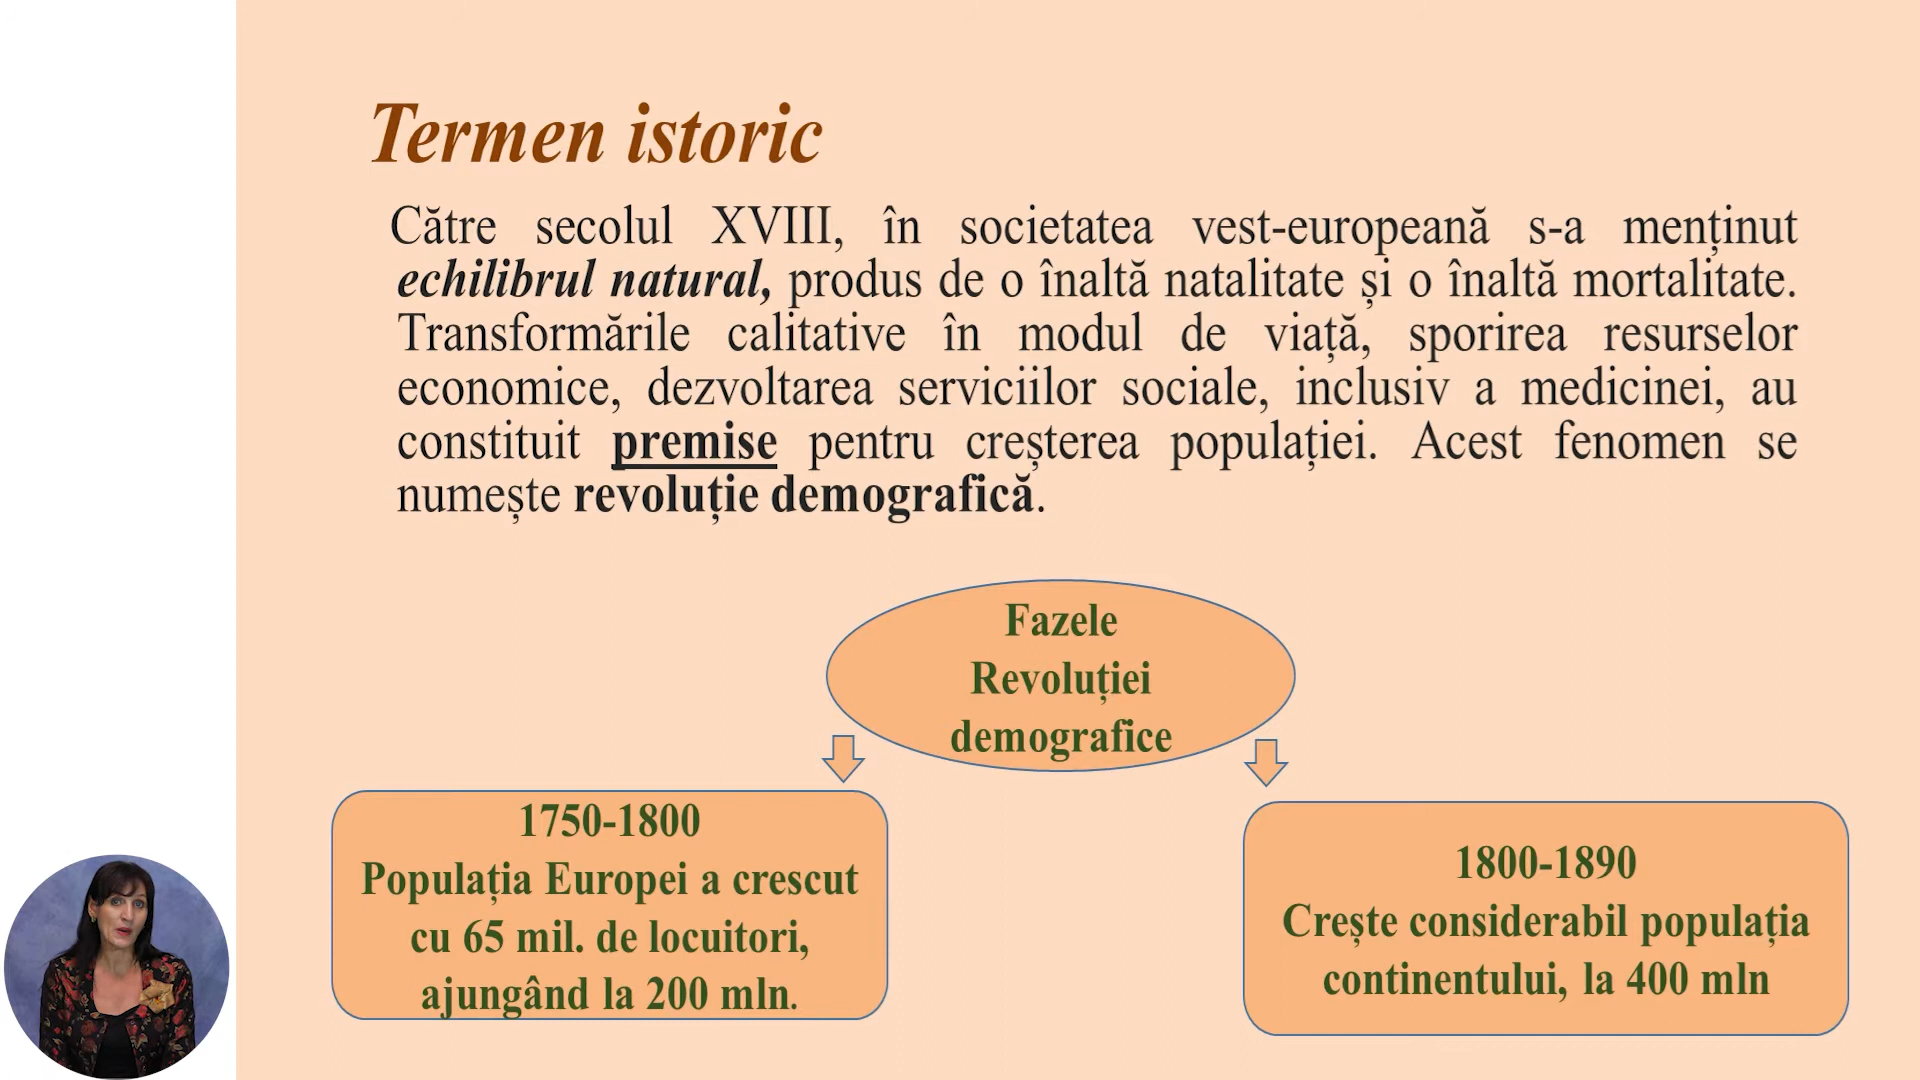 Termen istoric
Către secolul XVIII, în societatea vest-europeană s-a menținut
echilibrul natural, produs de o înaltă natalitate și o înaltă mortalitate.
Transformările calitative în modul de viață, sporirea resurselor
economice, dezvoltarea serviciilor sociale, inclusiv a medicinei, au
constituit premise pentru creșterea populației. Acest fenomen se
numește revoluție demografică.
Fazele
Revoluției
demografice
1750-1800
Populația Europei a crescut
cu 65 mil. de locuitori,
ajungând la 200 mln.
1800-1890
Crește considerabil populația
continentului, la 400 mln